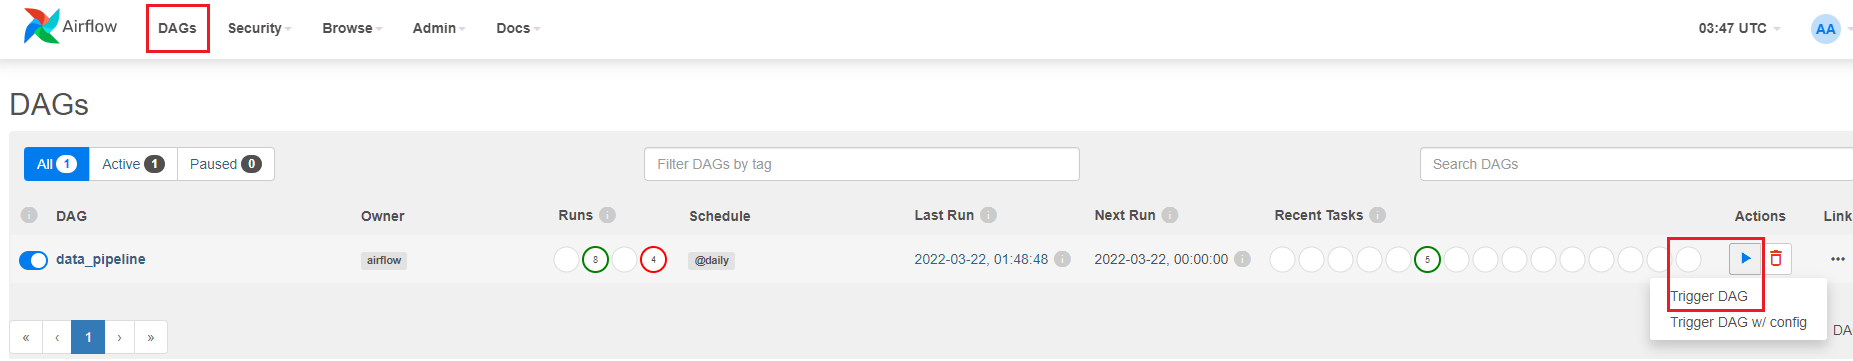 Airflow DAGs Security Browse Admin Docs 03:47 UTC AA
DAGs
All 1 Active 1 Paused 0 Filter DAGs by tag Search DAGs
i DAG Owner Runs i Schedule Last Run i Next Run i Recent Tasks i Actions Link
data_pipeline airflow 8 4 @daily 2022-03-22, 01:48:48 i 2022-03-22, 00:00:00 i 5 ...
Trigger DAG
Trigger DAG w/ config
« ‹ 1 › » DA